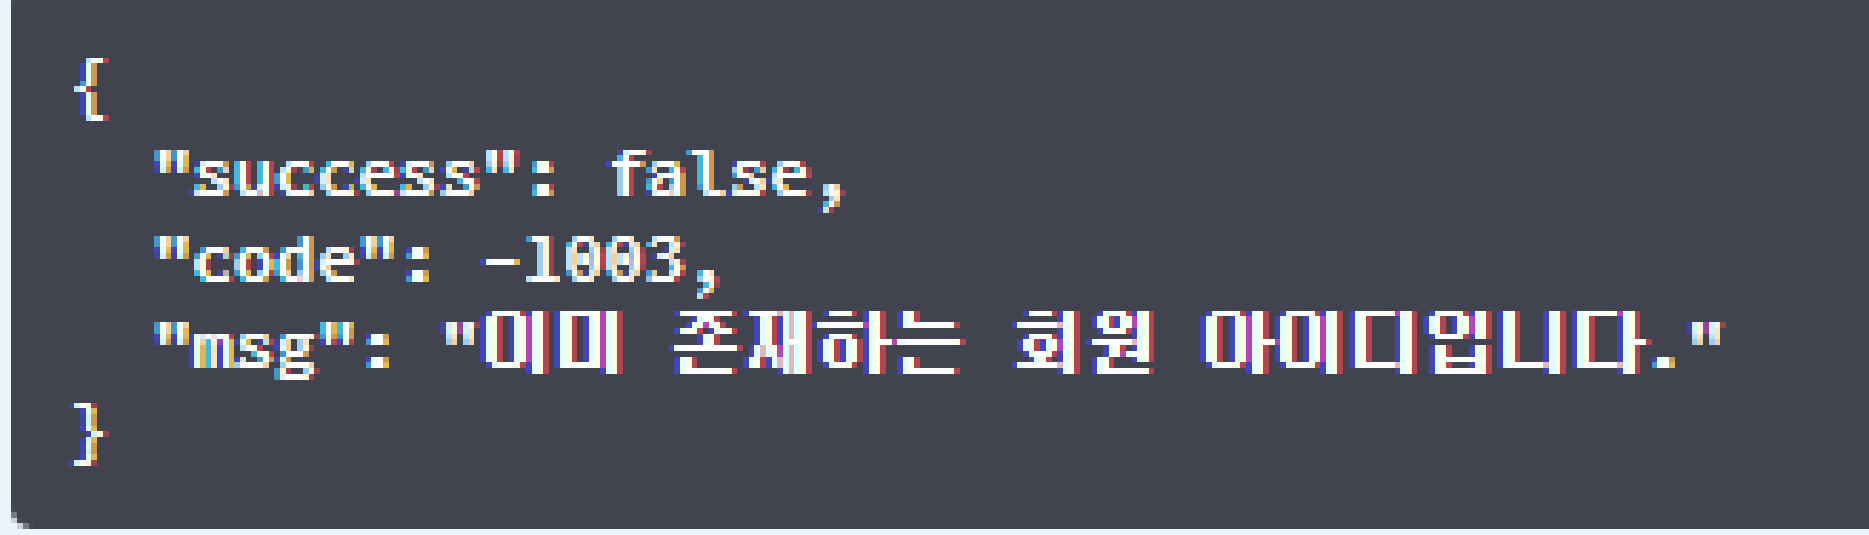 {
"success": false,
"code": -1003,
"msg": "이미 존재하는 회원 아이디입니다."
}